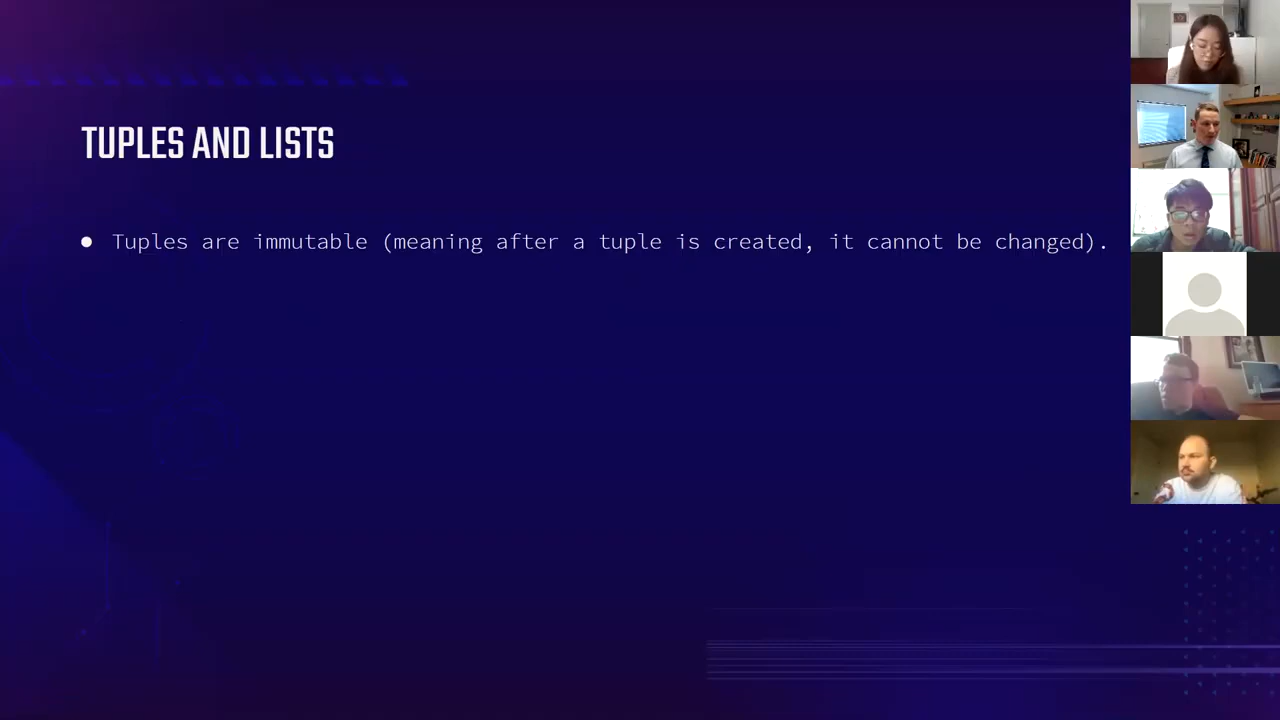 TUPLES AND LISTS
● Tuples are immutable (meaning after a tuple is created, it cannot be changed).